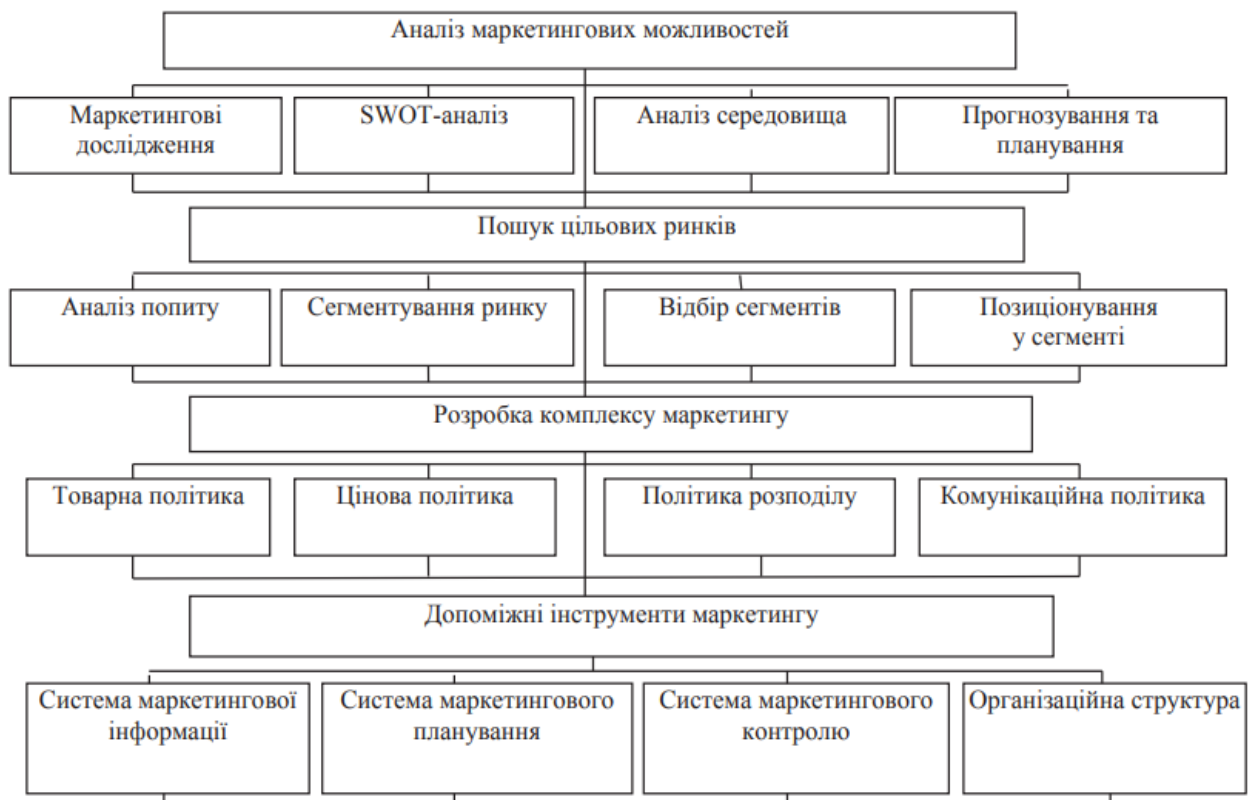 Аналіз маркетингових можливостей
Маркетингові
дослідження
SWOT-аналіз
Аналіз середовища
Прогнозування та
планування
Пошук цільових ринків
Аналіз попиту
Сегментування ринку
Відбір сегментів
Позиціонування
у сегменті
Розробка комплексу маркетингу
Товарна політика
Цінова політика
Політика розподілу
Комунікаційна політика
Допоміжні інструменти маркетингу
Система маркетингової
інформації
Система маркетингового
планування
Система маркетингового
контролю
Організаційна структура